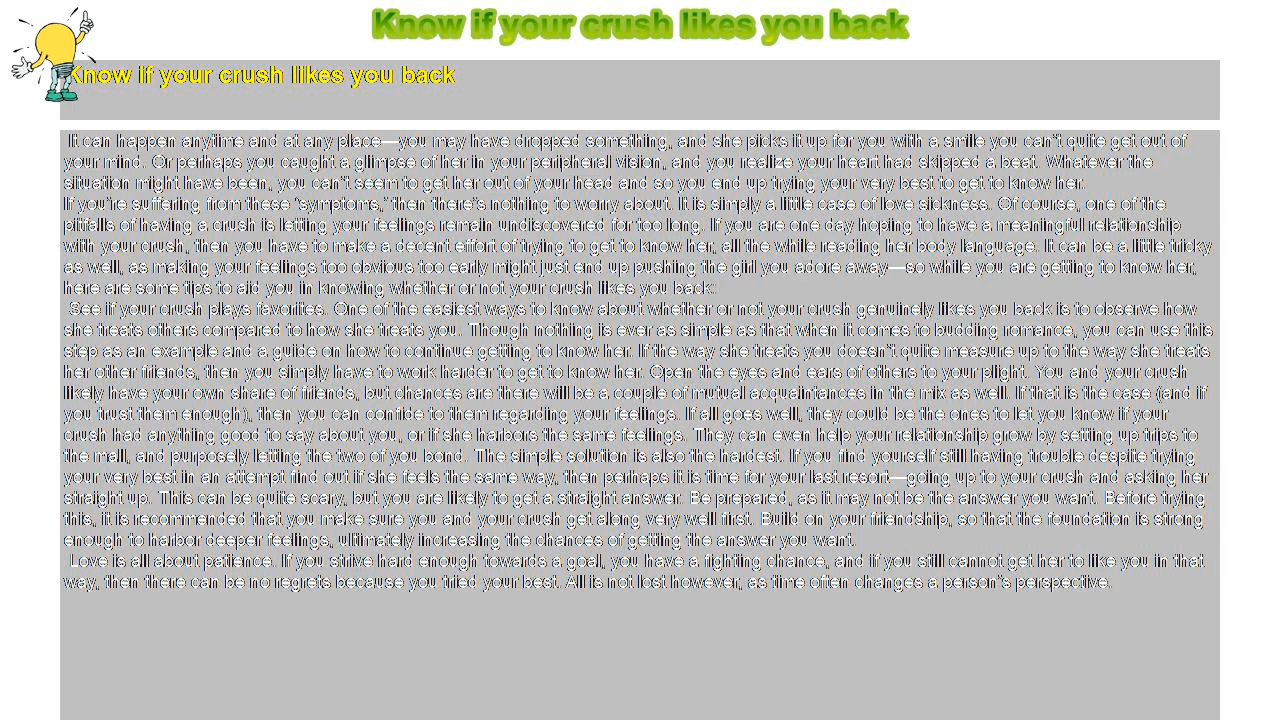 Know if your crush likes you back
Know if your crush likes you back
It can happen anytime and at any place—you may have dropped something, and she picks it up for you with a smile you can't quite get out of
your mind. Or perhaps you caught a glimpse of her in your peripheral vision, and you realize your heart had skipped a beat. Whatever the
situation might have been, you can't seem to get her out of your head and so you end up trying your very best to get to know her.
If you're suffering from these "symptoms," then there's nothing to worry about. It is simply a little case of love sickness. Of course, one of the
pitfalls of having a crush is letting your feelings remain undiscovered for too long. If you are one day hoping to have a meaningful relationship
with your crush, then you have to make a decent effort of trying to get to know her, all the while reading her body language. It can be a little tricky
as well, as making your feelings too obvious too early might just end up pushing the girl you adore away—so while you are getting to know her,
here are some tips to aid you in knowing whether or not your crush likes you back:
See if your crush plays favorites. One of the easiest ways to know about whether or not your crush genuinely likes you back is to observe how
she treats others compared to how she treats you. Though nothing is ever as simple as that when it comes to budding romance, you can use this
step as an example and a guide on how to continue getting to know her. If the way she treats you doesn't quite measure up to the way she treats
her other friends, then you simply have to work harder to get to know her. Open the eyes and ears of others to your plight. You and your crush
likely have your own share of friends, but chances are there will be a couple of mutual acquaintances in the mix as well. If that is the case (and if
you trust them enough), then you can confide to them regarding your feelings. If all goes well, they could be the ones to let you know if your
crush had anything good to say about you, or if she harbors the same feelings. They can even help your relationship grow by setting up trips to
the mall, and purposely letting the two of you bond. The simple solution is also the hardest. If you find yourself still having trouble despite trying
your very best in an attempt find out if she feels the same way, then perhaps it is time for your last resort—going up to your crush and asking her
straight up. This can be quite scary, but you are likely to get a straight answer. Be prepared, as it may not be the answer you want. Before trying
this, it is recommended that you make sure you and your crush get along very well first. Build on your friendship, so that the foundation is strong
enough to harbor deeper feelings, ultimately increasing the chances of getting the answer you want.
Love is all about patience. If you strive hard enough towards a goal, you have a fighting chance, and if you still cannot get her to like you in that
way, then there can be no regrets because you tried your best. All is not lost however, as time often changes a person's perspective.